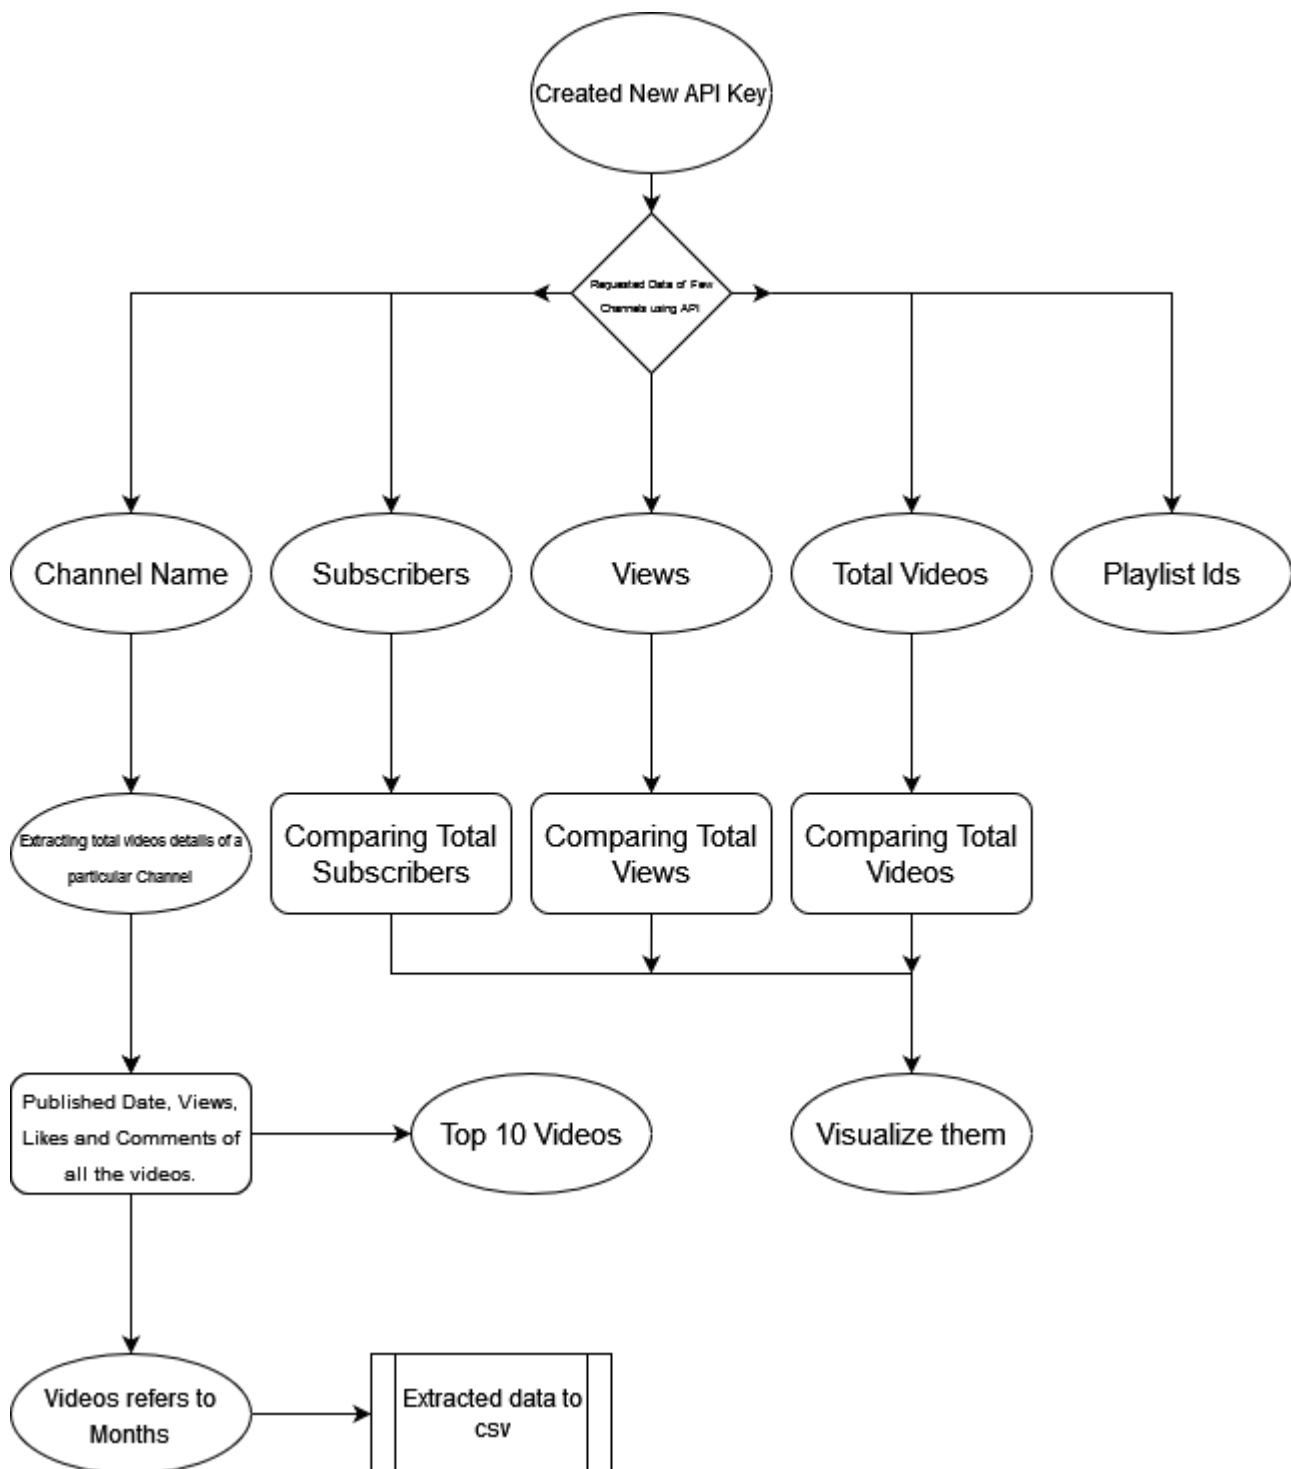 Created New API Key
Requested Data of Few
Channels using API
Channel Name
Subscribers
Views
Total Videos
Playlist Ids
Extracting total videos details of a
particular Channel
Comparing Total
Subscribers
Comparing Total
Views
Comparing Total
Videos
Published Date, Views,
Likes and Comments of
all the videos.
Top 10 Videos
Visualize them
Videos refers to
Months
Extracted data to
csv